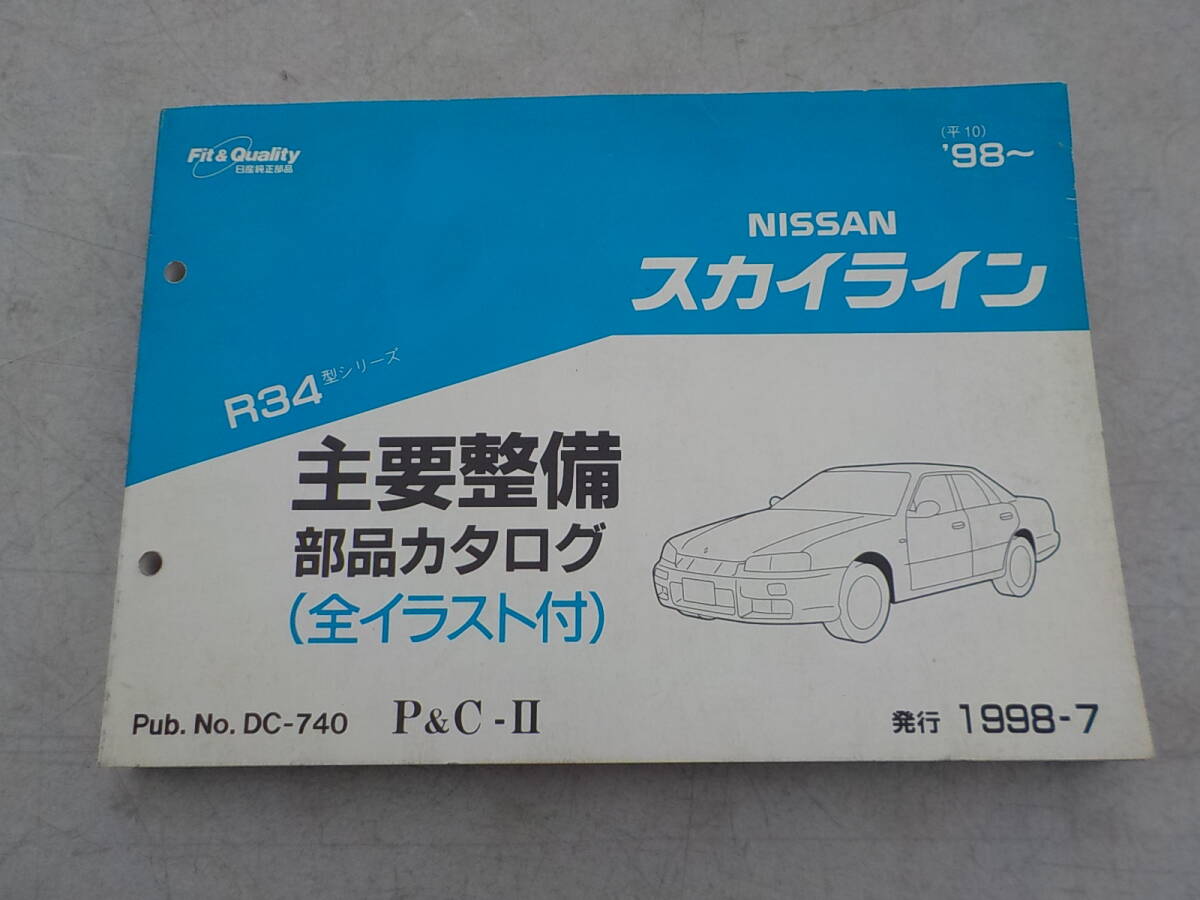 Fit & Quality
日産純正部品
(平10)
'98～
NISSAN
スカイライン
R34型シリーズ
主要整備
部品カタログ
(全イラスト付)
Pub. No. DC-740 P&C-II
発行 1998-7